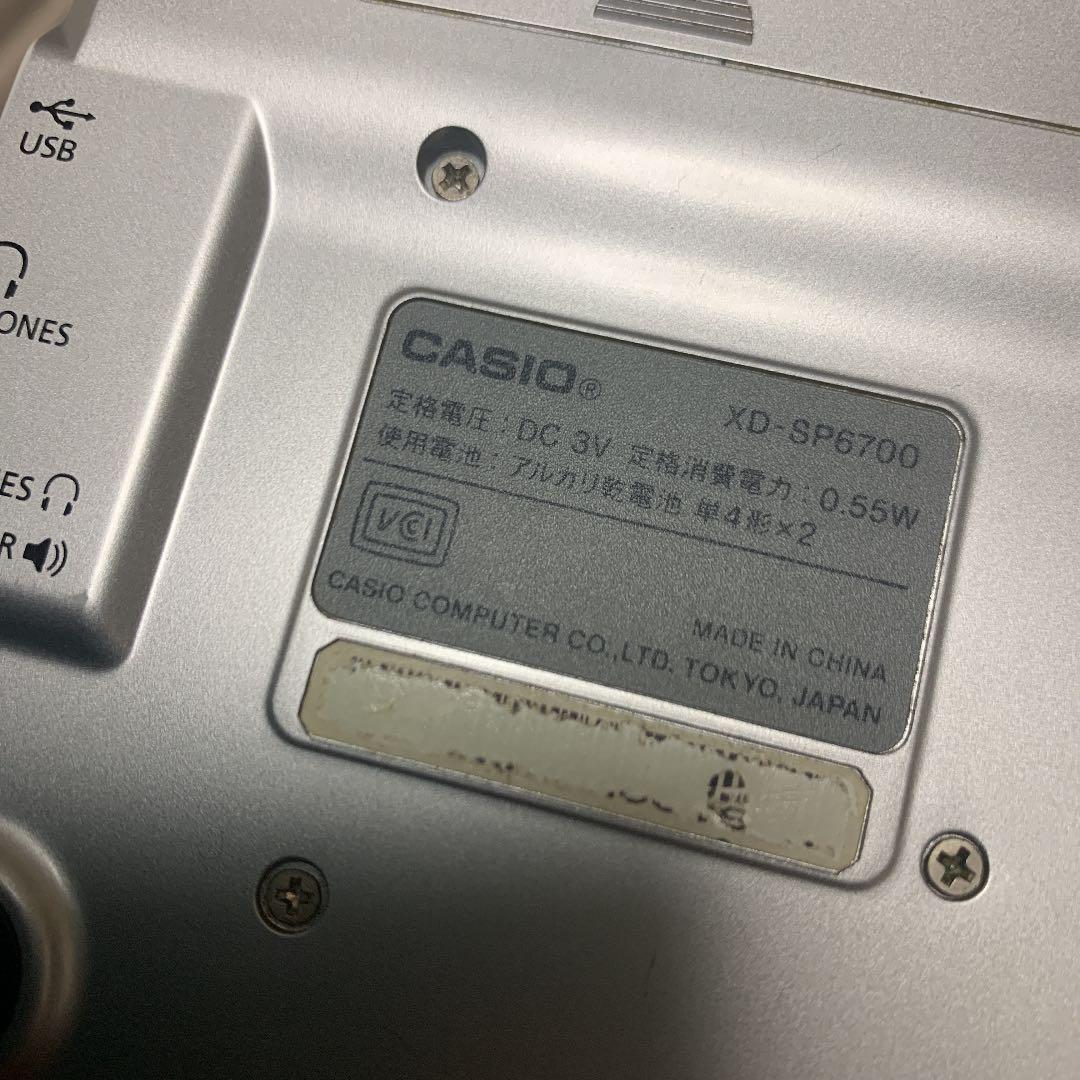 USB
ONES
ES
R
CASIO®
XD-SP6700
定格電圧：DC 3V 定格消費電力：0.55W
使用電池：アルカリ乾電池 単4形×2
VCCI
MADE IN CHINA
CASIO COMPUTER CO.,LTD. TOKYO, JAPAN